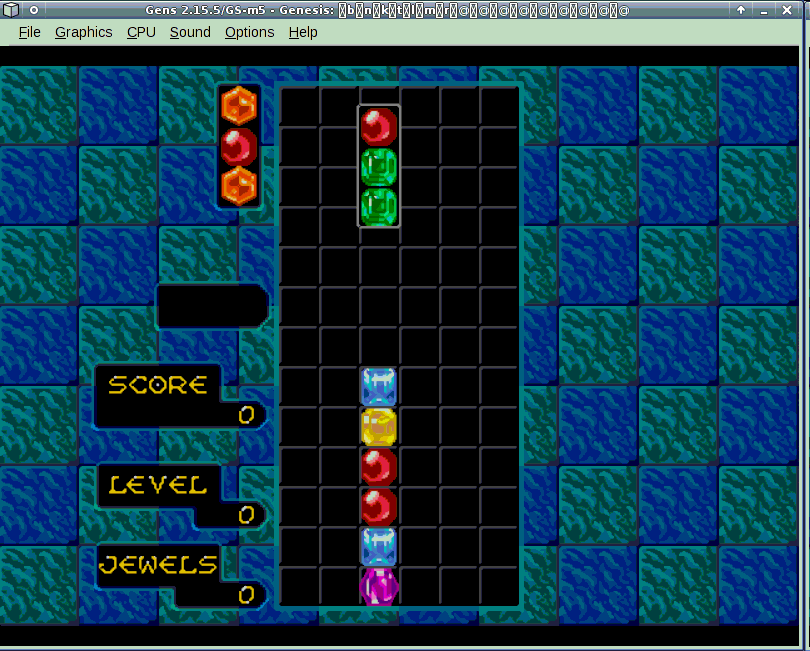 Gens 2.15.5/GS-m5 - Genesis:
File Graphics CPU Sound Options Help
SCORE
0
LEVEL
0
JEWELS
0